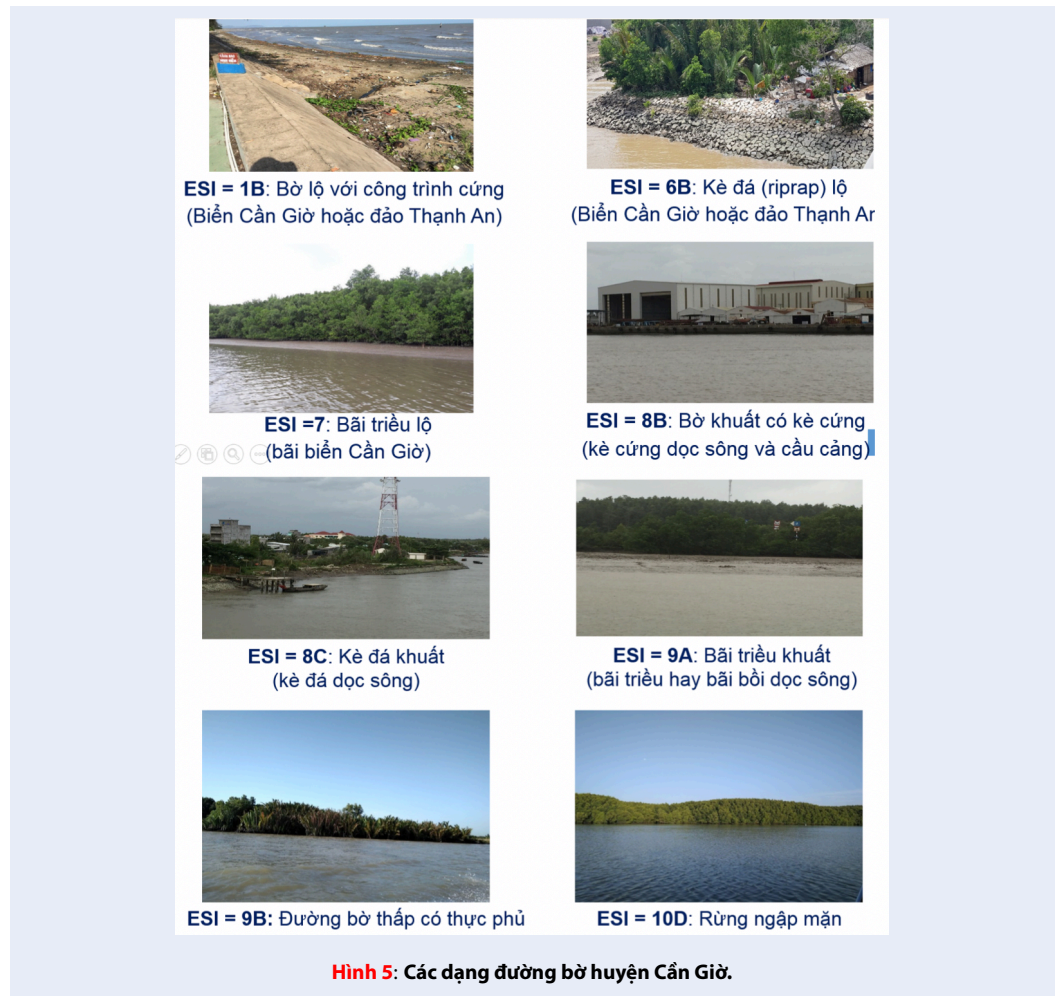 ESI = 1B: Bờ lộ với công trình cứng
(Biển Cần Giờ hoặc đảo Thạnh An)
ESI = 6B: Kè đá (riprap) lộ
(Biển Cần Giờ hoặc đảo Thạnh An
ESI =7: Bãi triều lộ
(bãi biển Cần Giờ)
ESI = 8B: Bờ khuất có kè cứng
(kè cứng dọc sông và cầu cảng)
ESI = 8C: Kè đá khuất
(kè đá dọc sông)
ESI = 9A: Bãi triều khuất
(bãi triều hay bãi bồi dọc sông)
ESI = 9B: Đường bờ thấp có thực phủ
ESI = 10D: Rừng ngập mặn
Hình 5: Các dạng đường bờ huyện Cần Giờ.